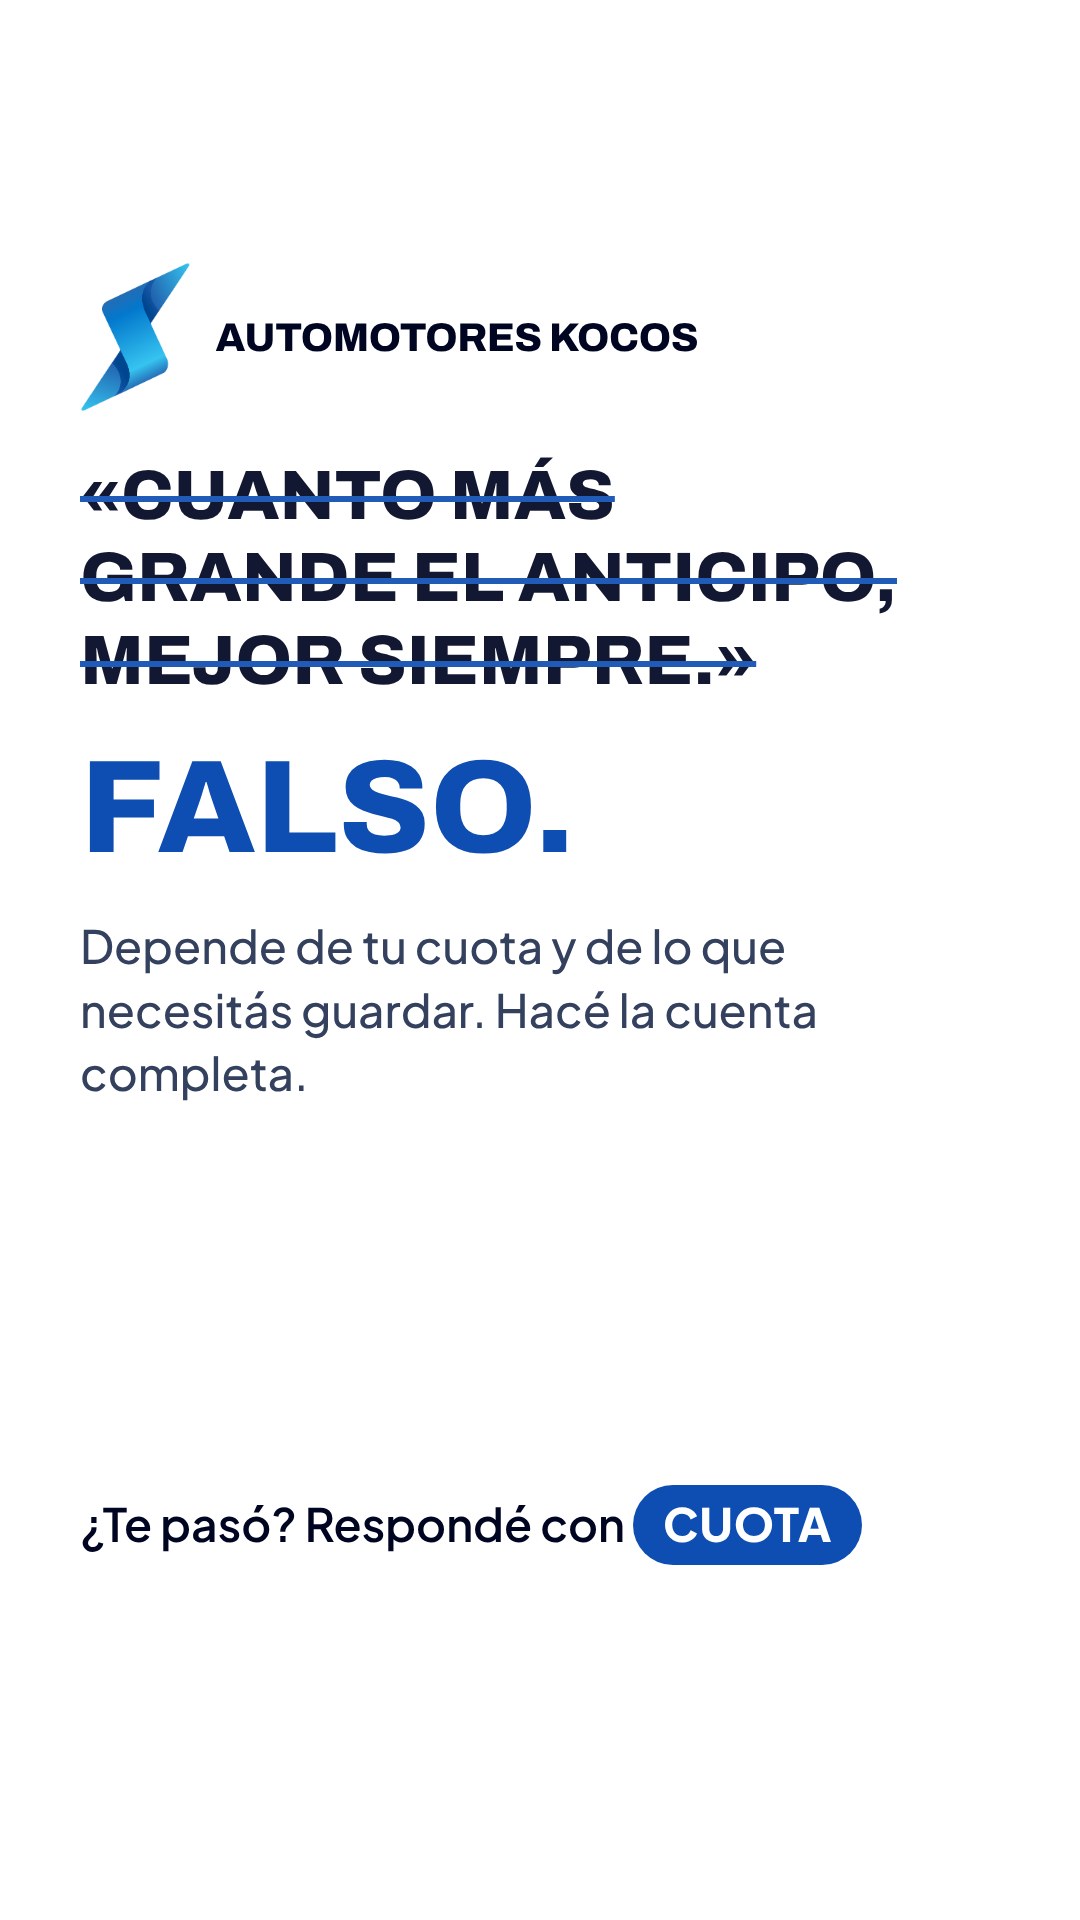 AUTOMOTORES KOCOS
«CUANTO MÁS
GRANDE EL ANTICIPO,
MEJOR SIEMPRE.»
FALSO.
Depende de tu cuota y de lo que
necesitás guardar. Hacé la cuenta
completa.
¿Te pasó? Respondé con CUOTA